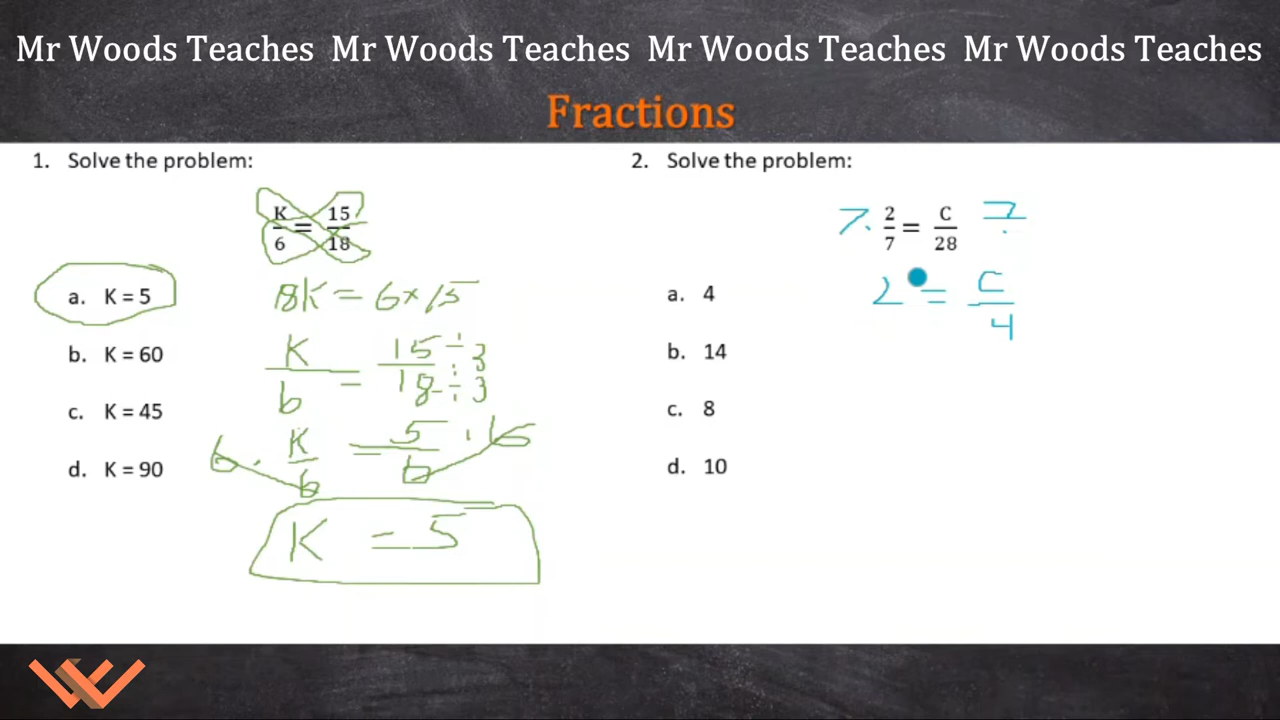 Mr Woods Teaches Mr Woods Teaches Mr Woods Teaches Mr Woods Teaches
Fractions
1. Solve the problem:
K/6 = 15/18
a. K = 5
b. K = 60
c. K = 45
d. K = 90
18K = 6 × 15
K/6 = 15/18 ÷ 3 ÷ 3
6 · K/6 = 5/6 · 6
K = 5
2. Solve the problem:
7 · 2/7 = C/28 · 7
2 = C/4
a. 4
b. 14
c. 8
d. 10